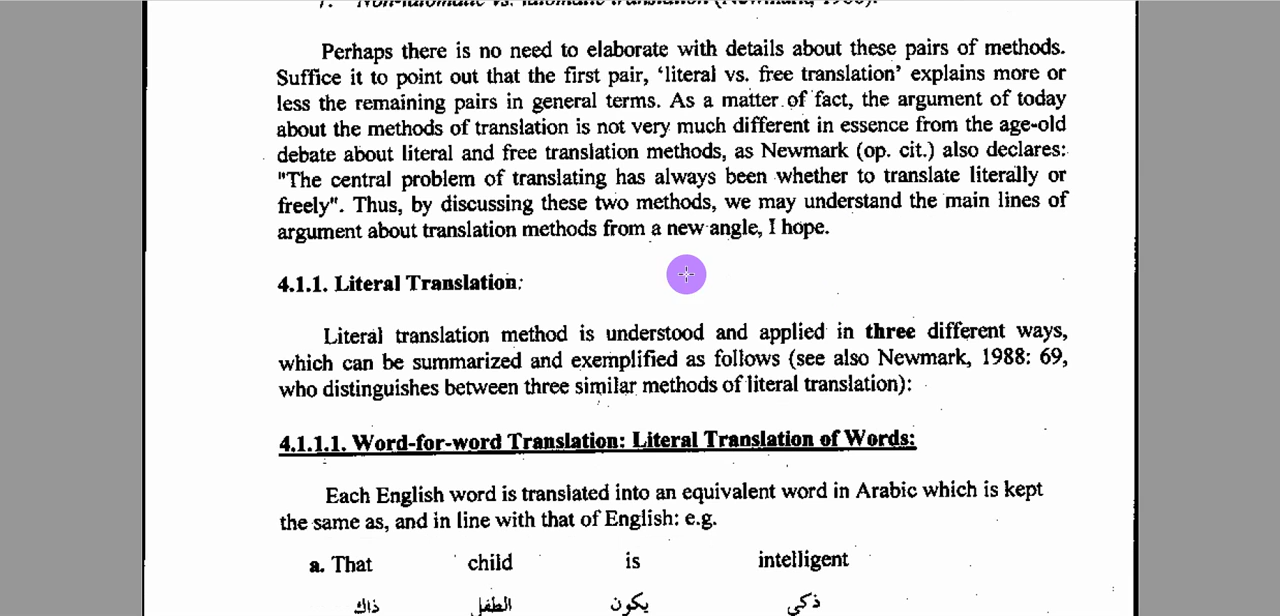 7. Non-idiomatic vs. idiomatic translation (Newmark, 1988).
Perhaps there is no need to elaborate with details about these pairs of methods.
Suffice it to point out that the first pair, ‘literal vs. free translation’ explains more or
less the remaining pairs in general terms. As a matter of fact, the argument of today
about the methods of translation is not very much different in essence from the age-old
debate about literal and free translation methods, as Newmark (op. cit.) also declares:
"The central problem of translating has always been whether to translate literally or
freely". Thus, by discussing these two methods, we may understand the main lines of
argument about translation methods from a new angle, I hope.
4.1.1. Literal Translation:
Literal translation method is understood and applied in three different ways,
which can be summarized and exemplified as follows (see also Newmark, 1988: 69,
who distinguishes between three similar methods of literal translation):
4.1.1.1. Word-for-word Translation: Literal Translation of Words:
Each English word is translated into an equivalent word in Arabic which is kept
the same as, and in line with that of English: e.g.
a. That child is intelligent
ذاك الطفل يكون ذكي